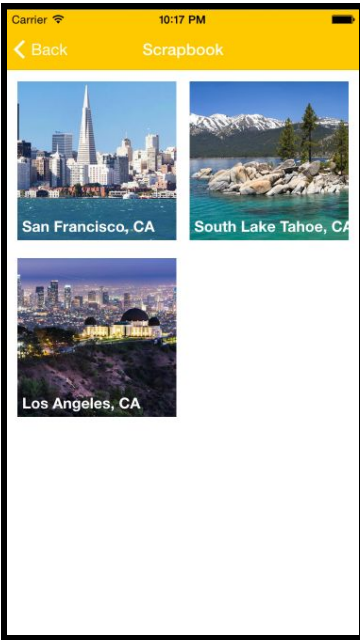 Carrier 10:17 PM
Back Scrapbook
San Francisco, CA
South Lake Tahoe, CA
Los Angeles, CA